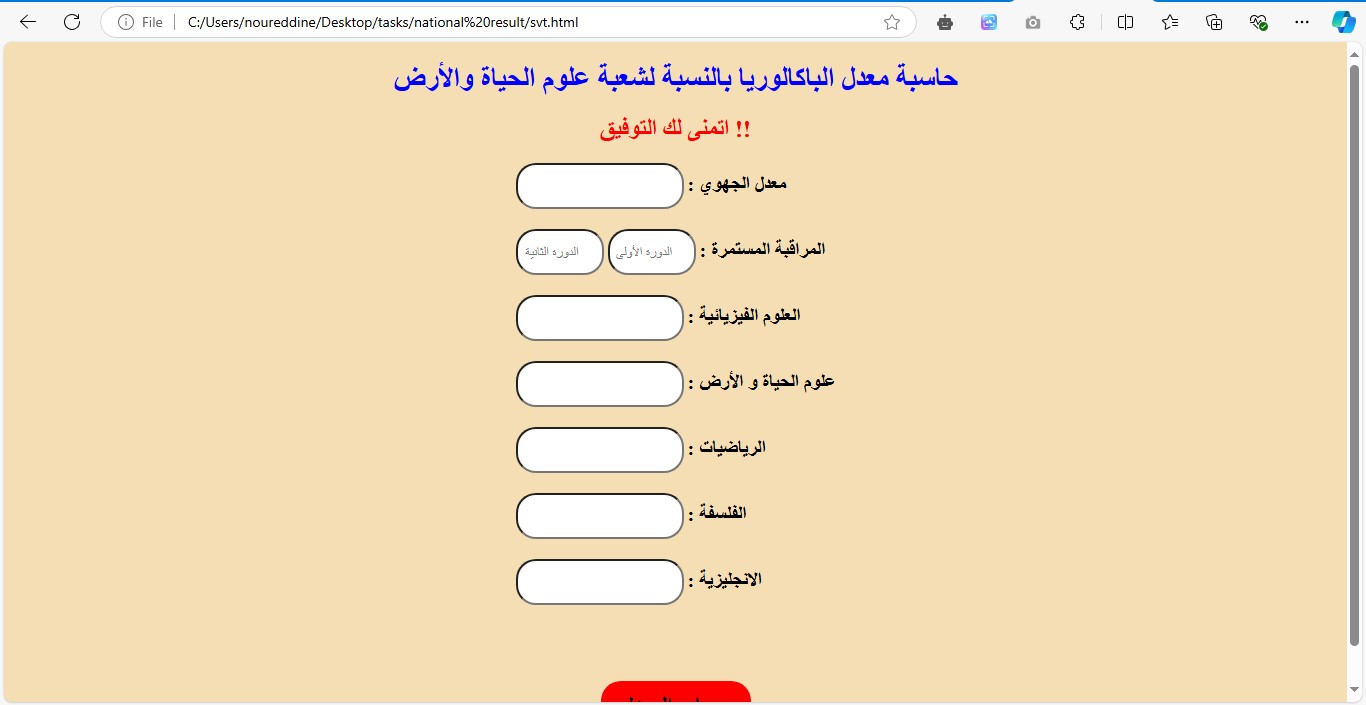 File C:/Users/noureddine/Desktop/tasks/national%20result/svt.html
حاسبة معدل الباكالوريا بالنسبة لشعبة علوم الحياة والأرض
اتمنى لك التوفيق !!
معدل الجهوي :
المراقبة المستمرة : الدورة الأولى الدورة الثانية
العلوم الفيزيائية :
علوم الحياة و الأرض :
الرياضيات :
الفلسفة :
الانجليزية :